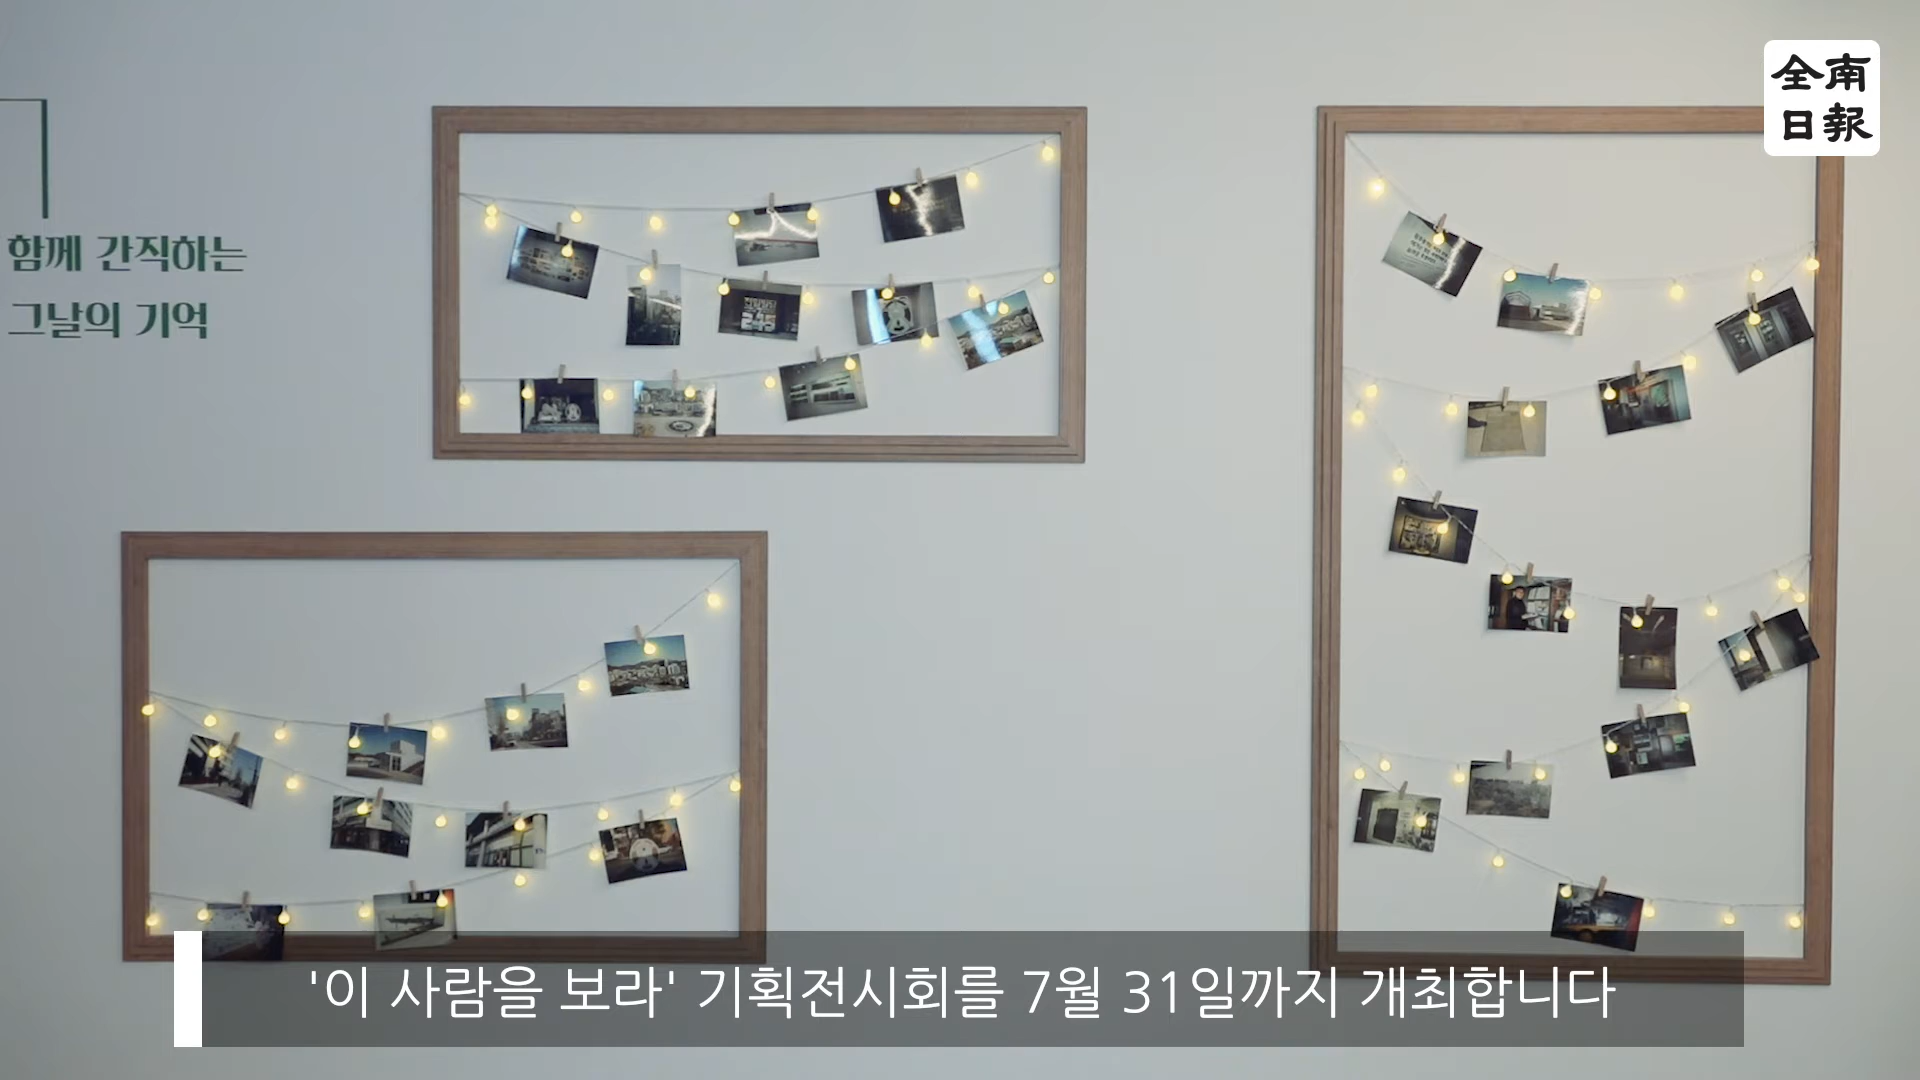 全南
日報
함께 간직하는
그날의 기억
'이 사람을 보라' 기획전시회를 7월 31일까지 개최합니다